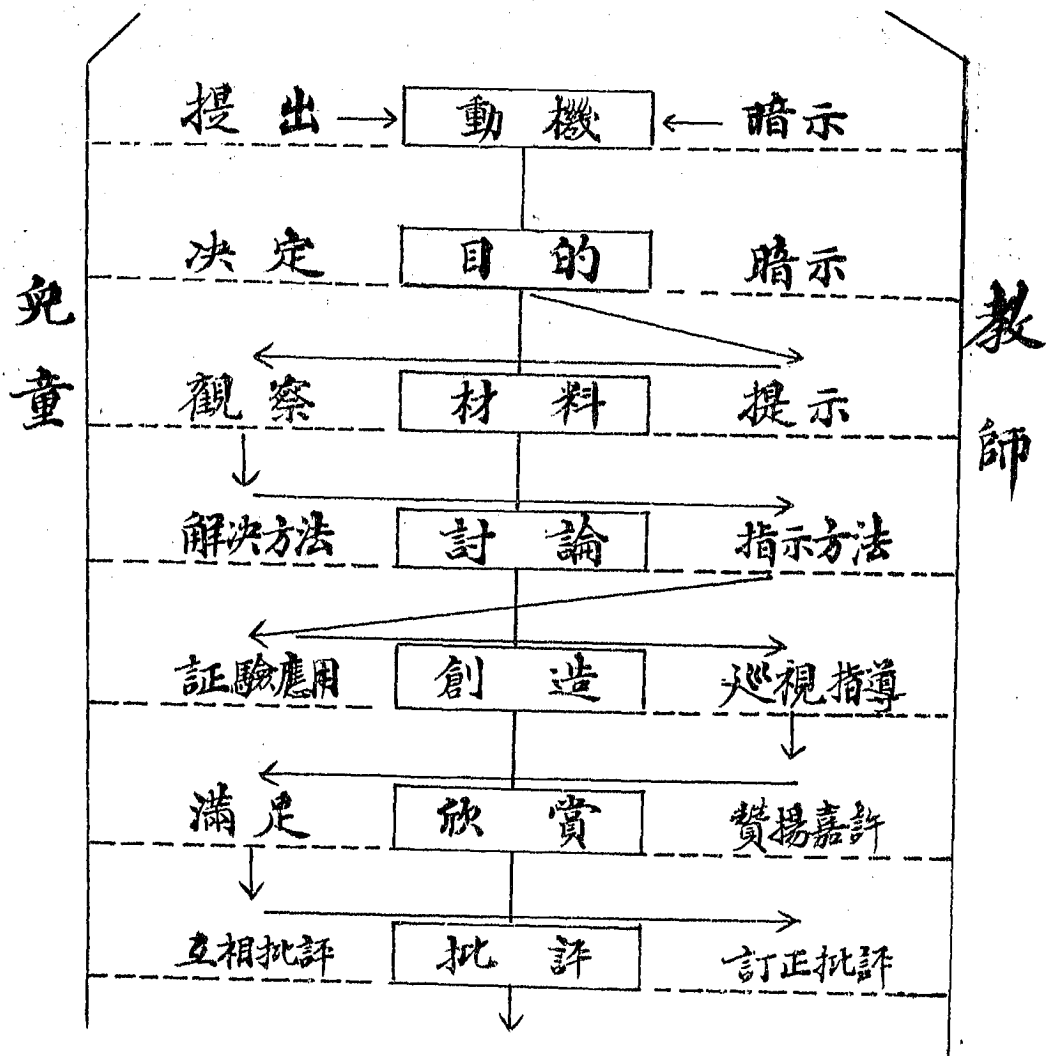 提出 動機 暗示
决定 目的 暗示
兒童
教師
観察 材料 提示
解决方法 討論 指示方法
証驗應用 創造 巡視指導
滿足 欣賞 賛揚嘉許
互相批評 批評 訂正批評